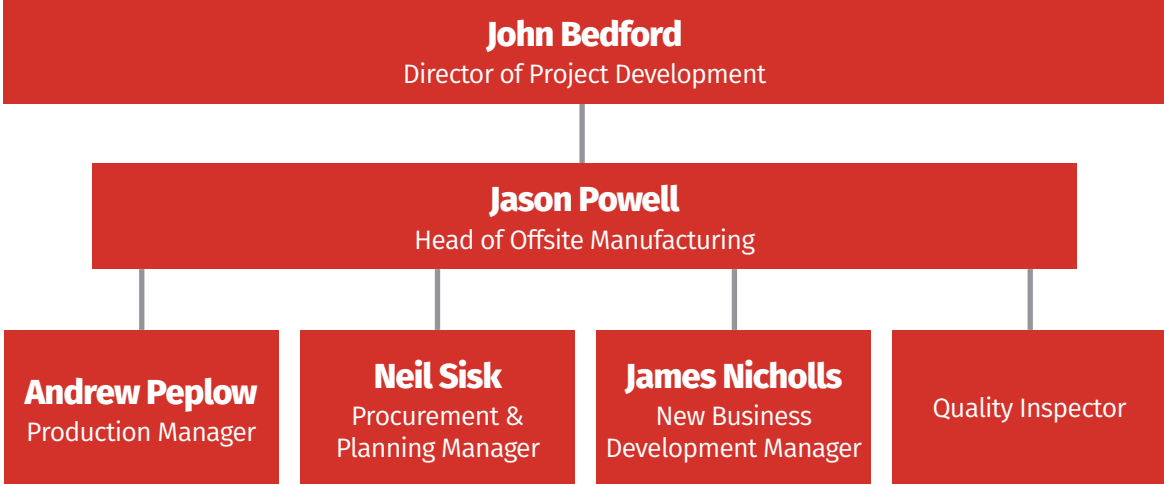 John Bedford
Director of Project Development
Jason Powell
Head of Offsite Manufacturing
Andrew Peplow
Production Manager
Neil Sisk
Procurement &
Planning Manager
James Nicholls
New Business
Development Manager
Quality Inspector